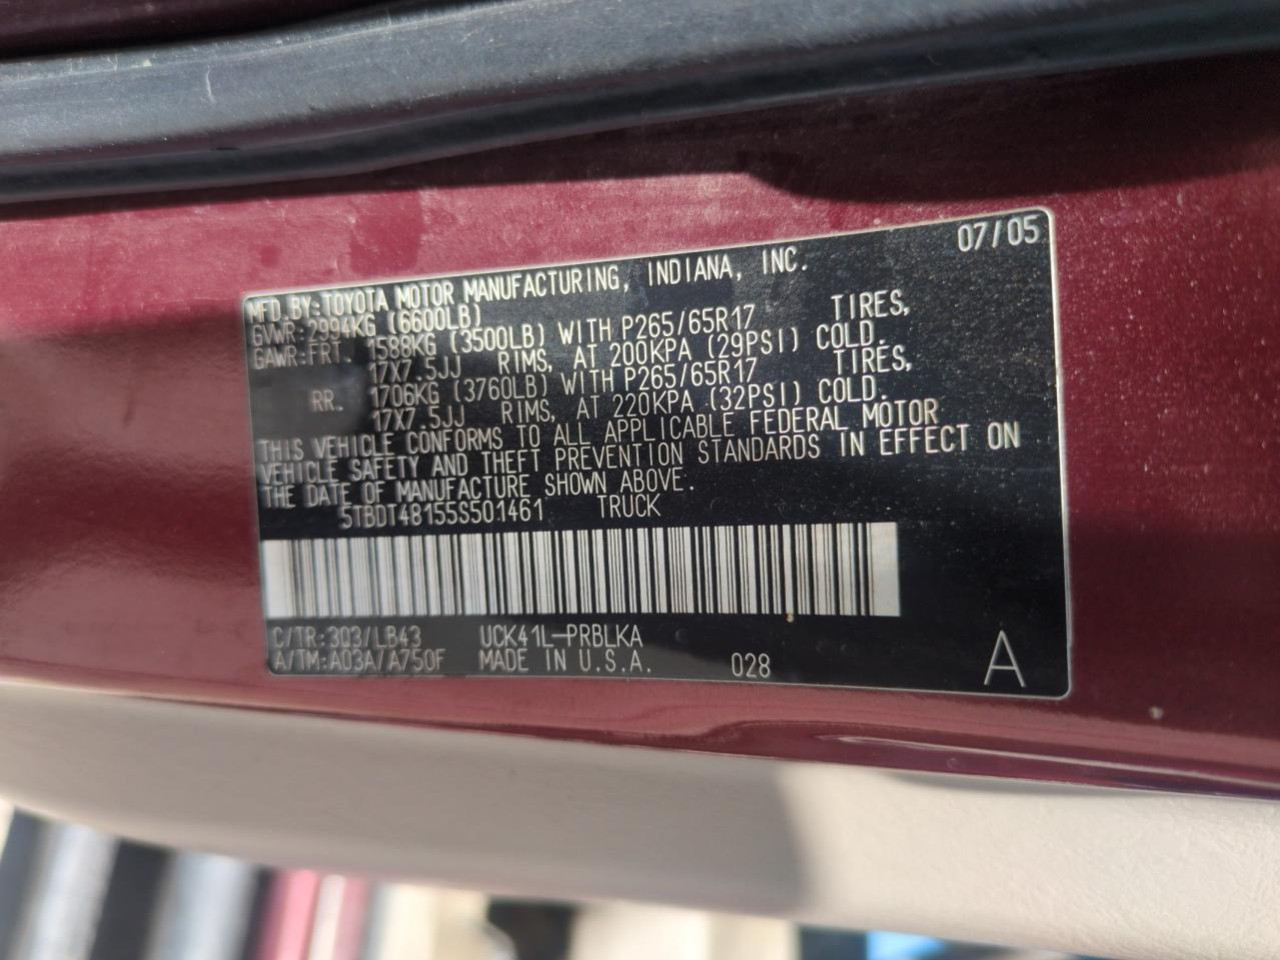 07/05
MFD.BY:TOYOTA MOTOR MANUFACTURING, INDIANA, INC.
GVWR:2994KG (6600LB)
GAWR:FRT. 1588KG (3500LB) WITH P265/65R17 TIRES,
17X7.5JJ RIMS, AT 200KPA (29PSI) COLD.
RR. 1706KG (3760LB) WITH P265/65R17 TIRES,
17X7.5JJ RIMS, AT 220KPA (32PSI) COLD.
THIS VEHICLE CONFORMS TO ALL APPLICABLE FEDERAL MOTOR
VEHICLE SAFETY AND THEFT PREVENTION STANDARDS IN EFFECT ON
THE DATE OF MANUFACTURE SHOWN ABOVE.
5TBDT48155S501461 TRUCK
C/TR:3Q3/LB43 UCK41L-PRBLKA
A/TM:A03A/A750F MADE IN U.S.A. 028 A